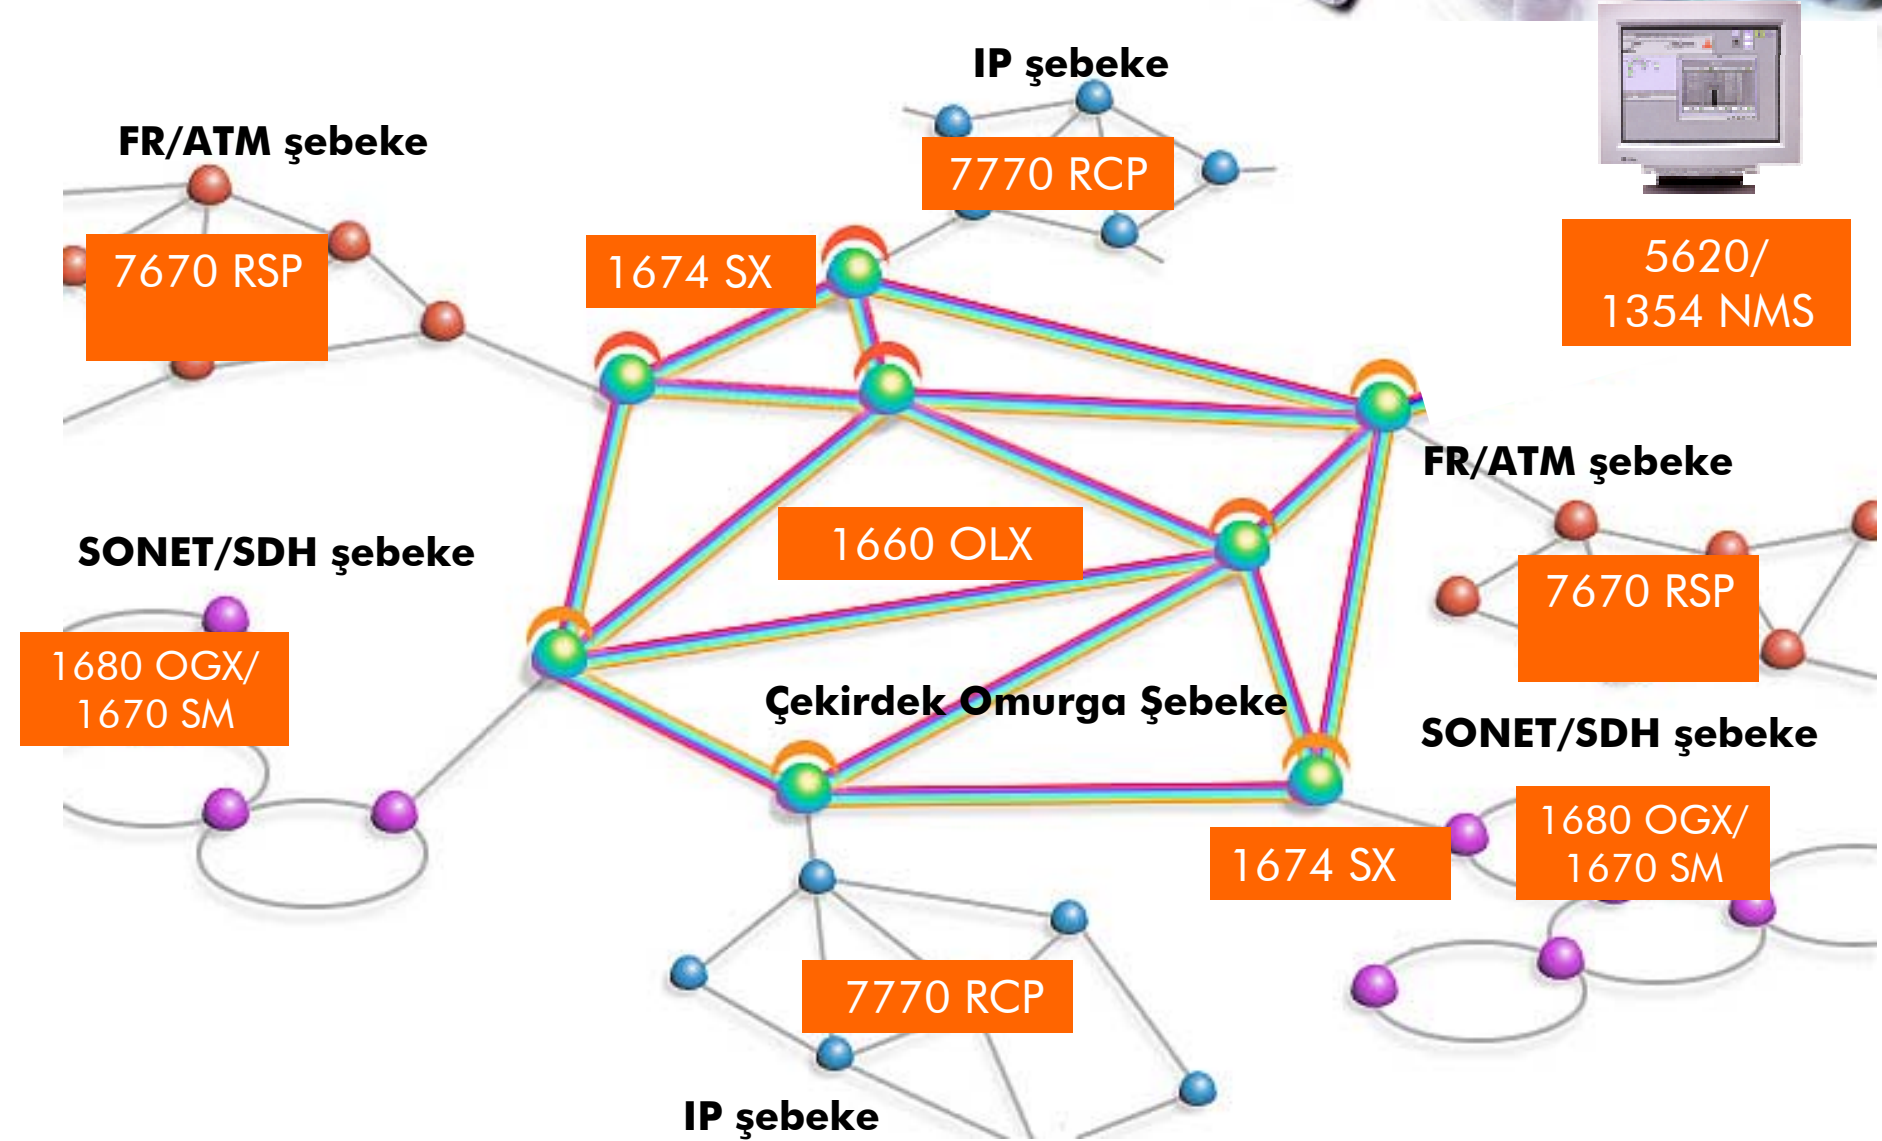 IP şebeke
FR/ATM şebeke
7770 RCP
7670 RSP
1674 SX
5620/
1354 NMS
FR/ATM şebeke
1660 OLX
SONET/SDH şebeke
7670 RSP
1680 OGX/
1670 SM
Çekirdek Omurga Şebeke
SONET/SDH şebeke
1680 OGX/
1670 SM
1674 SX
7770 RCP
IP şebeke